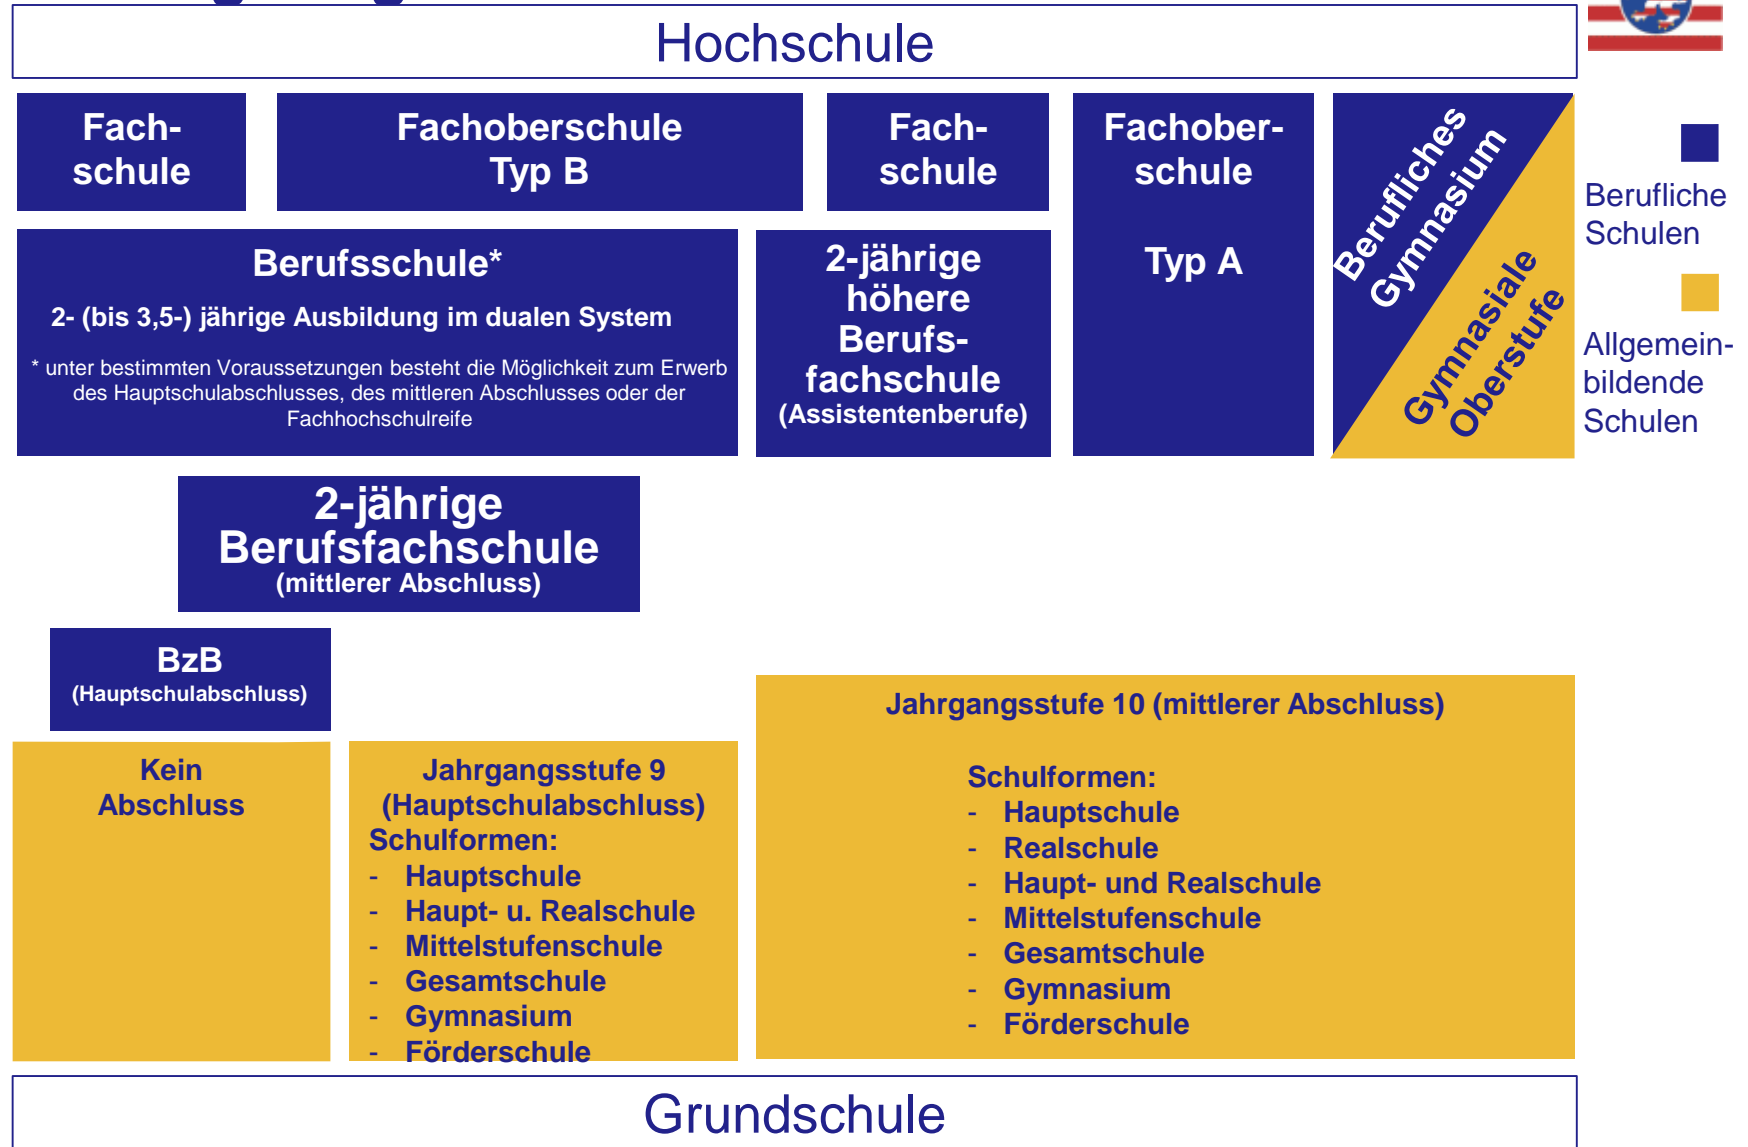 Hochschule
Fach-
schule
Fachoberschule
Typ B
Fach-
schule
Fachober-
schule
Typ A
Berufliches
Gymnasium
Gymnasiale
Oberstufe
Berufliche
Schulen
Allgemein-
bildende
Schulen
Berufsschule*
2- (bis 3,5-) jährige Ausbildung im dualen System
* unter bestimmten Voraussetzungen besteht die Möglichkeit zum Erwerb
des Hauptschulabschlusses, des mittleren Abschlusses oder der
Fachhochschulreife
2-jährige
höhere
Berufs-
fachschule
(Assistentenberufe)
2-jährige
Berufsfachschule
(mittlerer Abschluss)
BzB
(Hauptschulabschluss)
Kein
Abschluss
Jahrgangsstufe 9
(Hauptschulabschluss)
Schulformen:
- Hauptschule
- Haupt- u. Realschule
- Mittelstufenschule
- Gesamtschule
- Gymnasium
- Förderschule
Jahrgangsstufe 10 (mittlerer Abschluss)
Schulformen:
- Hauptschule
- Realschule
- Haupt- und Realschule
- Mittelstufenschule
- Gesamtschule
- Gymnasium
- Förderschule
Grundschule